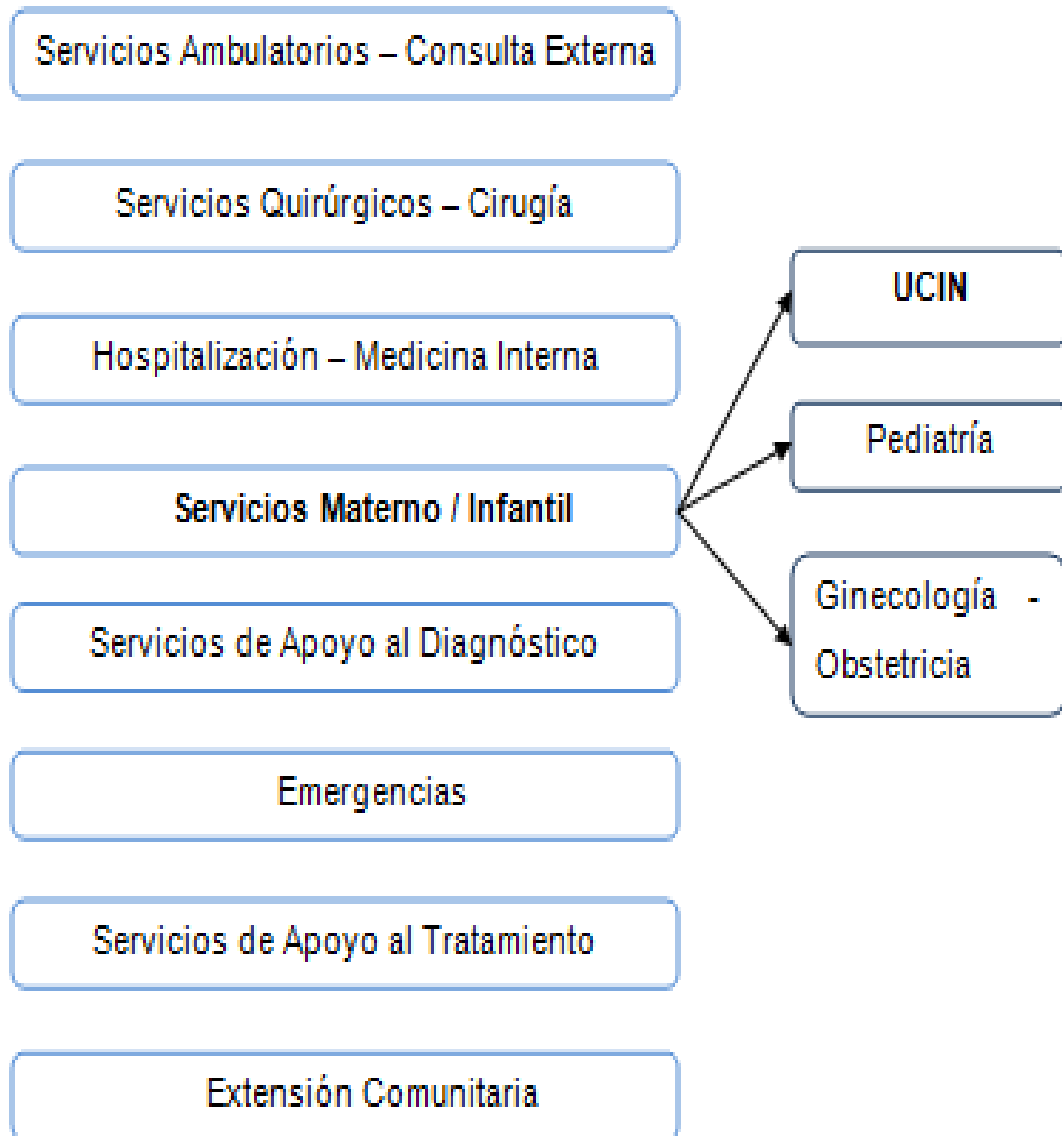 Servicios Ambulatorios – Consulta Externa
Servicios Quirúrgicos – Cirugía
Hospitalización – Medicina Interna
Servicios Materno / Infantil
Servicios de Apoyo al Diagnóstico
Emergencias
Servicios de Apoyo al Tratamiento
Extensión Comunitaria
UCIN
Pediatría
Ginecología -
Obstetricia